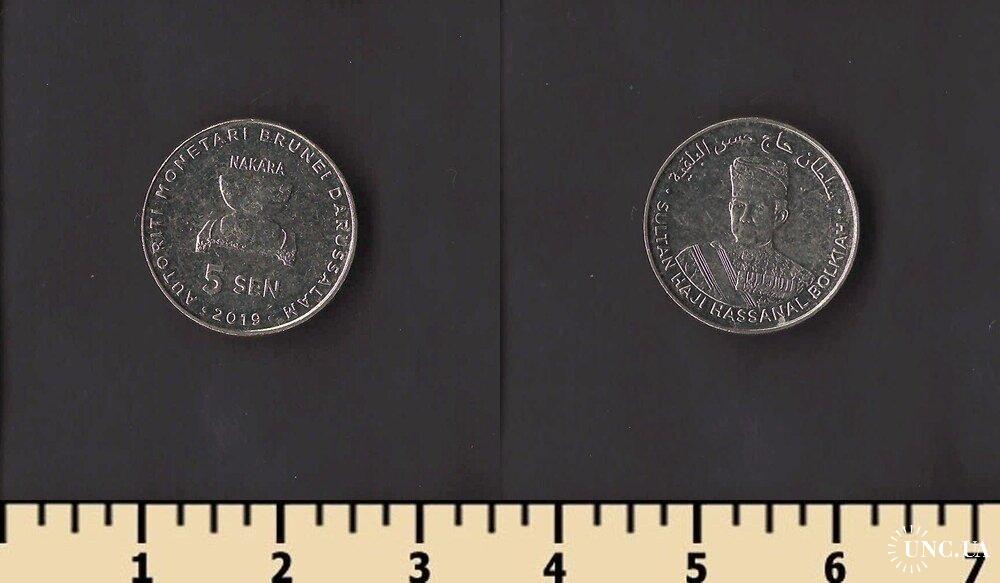 AUTORITI MONETARI BRUNEI DARUSSALAM
NAKARA
5 SEN
2019
سلطان حاج حسن البلقية
SULTAN HAJI HASSANAL BOLKIAH
1 2 3 4 5 6 7
UNC.UA